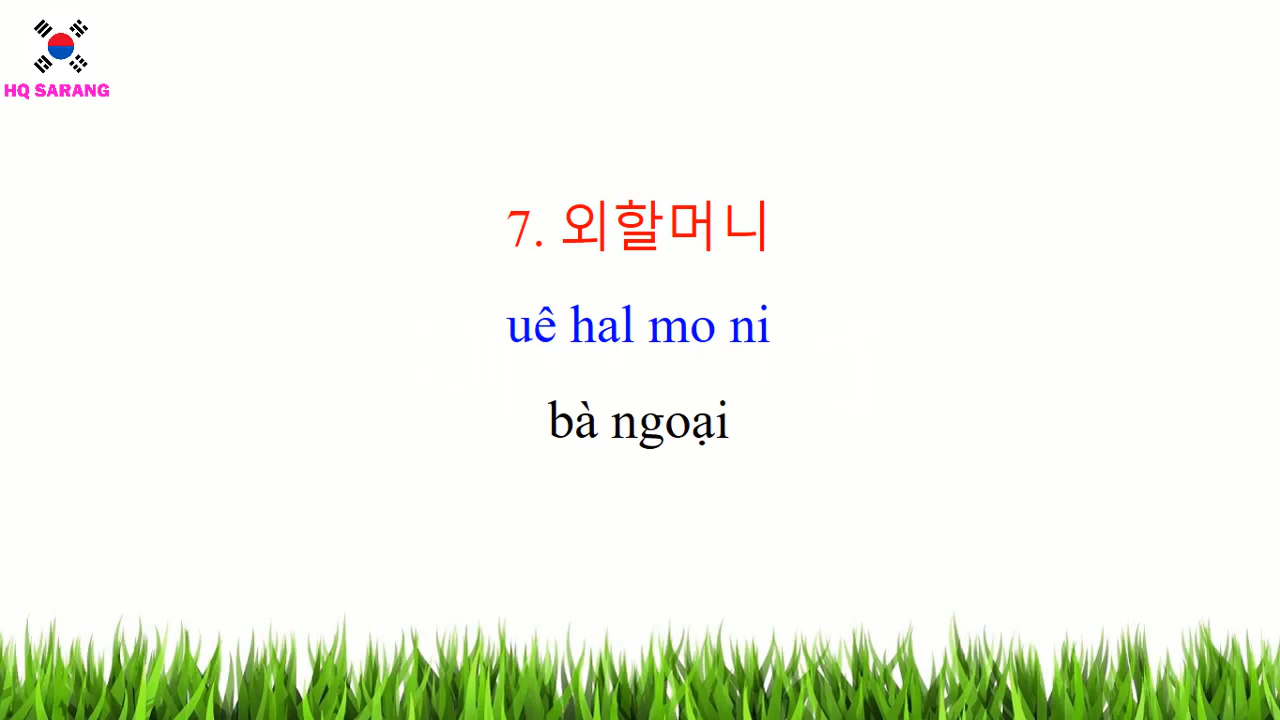 HQ SARANG
7. 외할머니
uê hal mo ni
bà ngoại